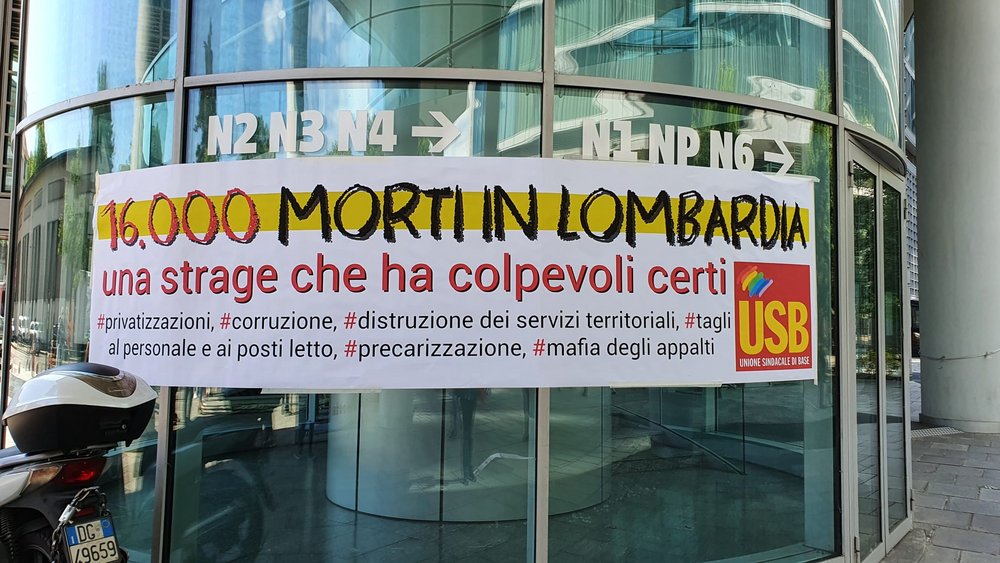 N2 N3 N4 →
N1 NP N6 →
16.000 MORTI IN LOMBARDIA
una strage che ha colpevoli certi
#privatizzazioni, #corruzione, #distruzione dei servizi territoriali, #tagli
al personale e ai posti letto, #precarizzazione, #mafia degli appalti
USB
UNIONE SINDACALE DI BASE
DG
49659